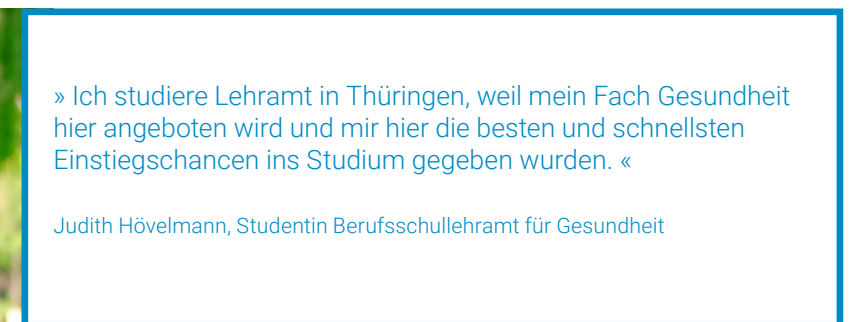 » Ich studiere Lehramt in Thüringen, weil mein Fach Gesundheit
hier angeboten wird und mir hier die besten und schnellsten
Einstiegschancen ins Studium gegeben wurden. «
Judith Hövelmann, Studentin Berufsschullehramt für Gesundheit